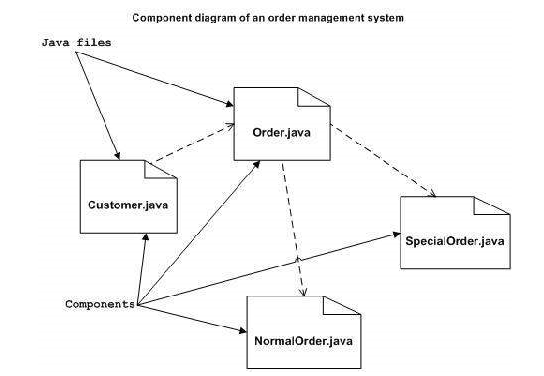 Component diagram of an order management system
Java files
Order.java
Customer.java
SpecialOrder.java
Components
NormalOrder.java